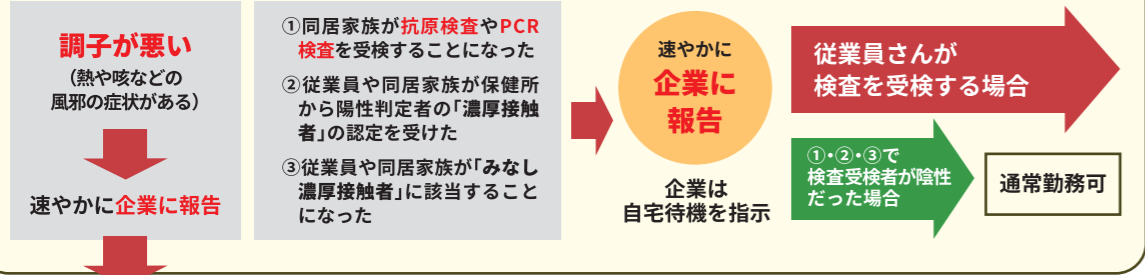 調子が悪い
(熱や咳などの
風邪の症状がある)
速やかに企業に報告
①同居家族が抗原検査やPCR
検査を受検することになった
②従業員や同居家族が保健所
から陽性判定者の「濃厚接触
者」の認定を受けた
③従業員や同居家族が「みなし
濃厚接触者」に該当すること
になった
速やかに
企業に
報告
企業は
自宅待機を指示
従業員さんが
検査を受検する場合
①・②・③で
検査受検者が陰性
だった場合
通常勤務可